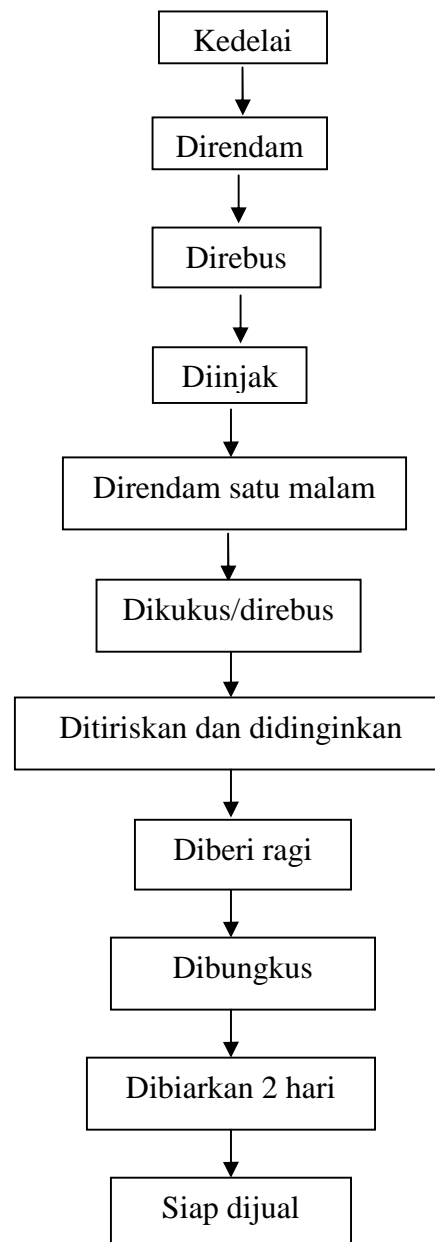 Kedelai
Direndam
Direbus
Diinjak
Direndam satu malam
Dikukus/direbus
Ditiriskan dan didinginkan
Diberi ragi
Dibungkus
Dibiarkan 2 hari
Siap dijual